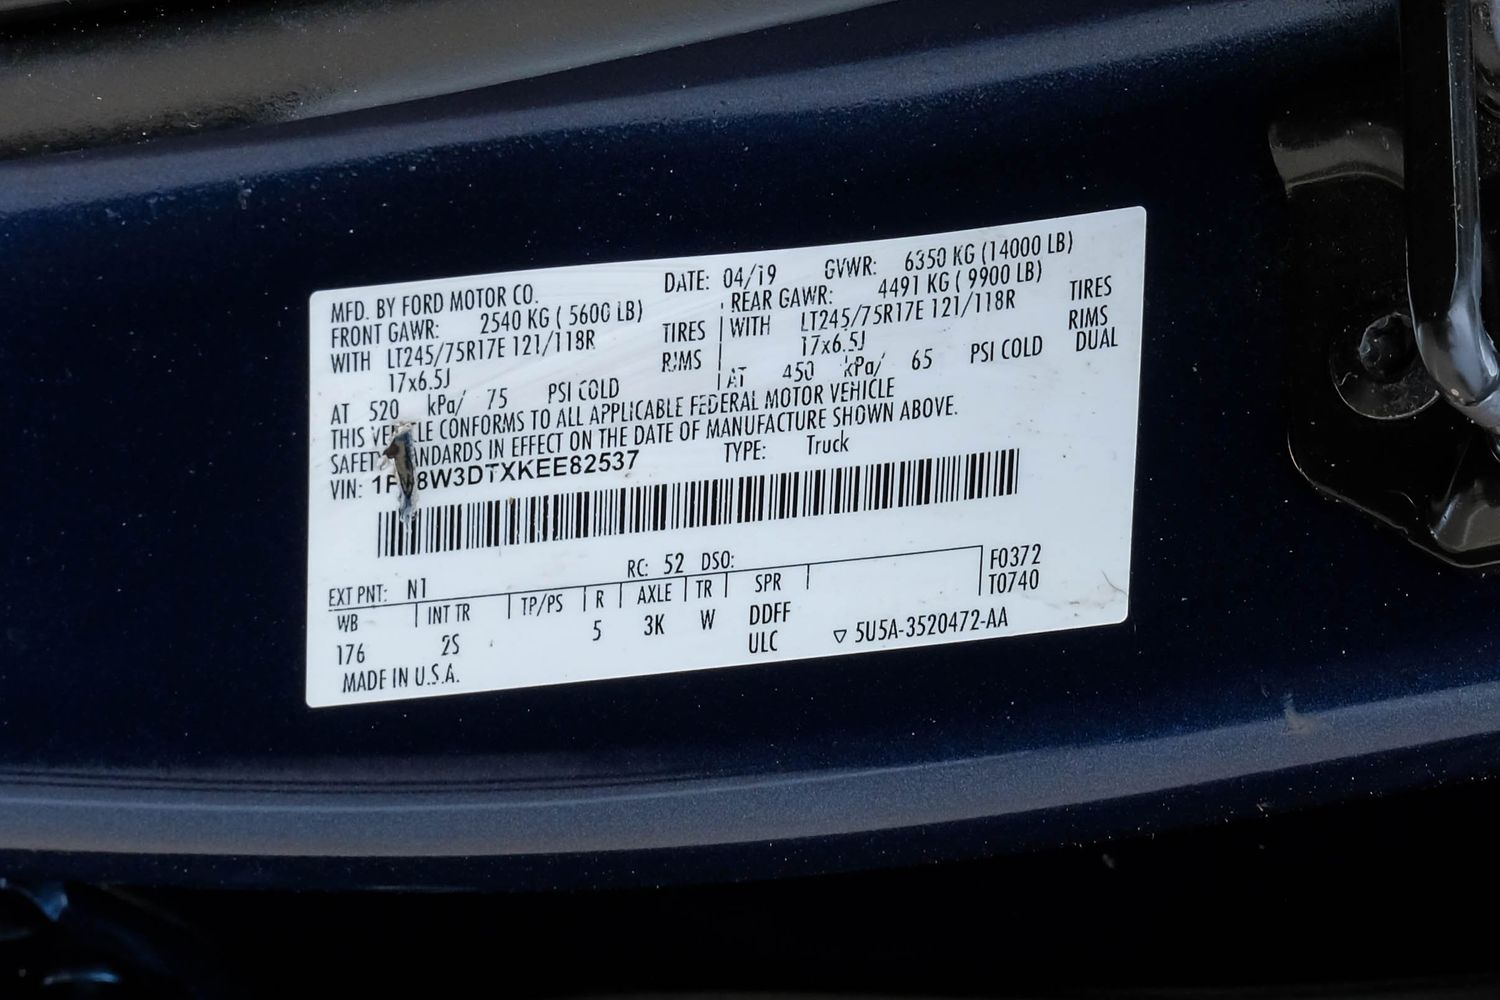 MFD. BY FORD MOTOR CO. DATE: 04/19 GVWR: 6350 KG (14000 LB)
FRONT GAWR: 2540 KG ( 5600 LB) REAR GAWR: 4491 KG ( 9900 LB)
WITH LT245/75R17E 121/118R TIRES WITH LT245/75R17E 121/118R TIRES
17x6.5J RIMS 17x6.5J RIMS
AT 520 kPa/ 75 PSI COLD AT 450 kPa/ 65 PSI COLD DUAL
THIS VEHICLE CONFORMS TO ALL APPLICABLE FEDERAL MOTOR VEHICLE
SAFETY STANDARDS IN EFFECT ON THE DATE OF MANUFACTURE SHOWN ABOVE.
VIN: TYPE: Truck
EXT PNT: N1 RC: 52 DSO: F0372
WB INT TR TP/PS R AXLE TR SPR T0740
176 2S 5 3K W DDFF
ULC ▽ 5U5A-3520472-AA
MADE IN U.S.A.